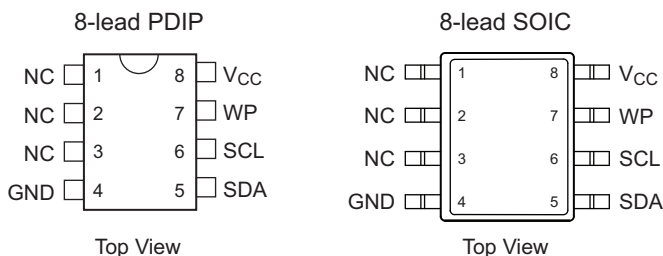 8-lead PDIP
NC 1 8 VCC
NC 2 7 WP
NC 3 6 SCL
GND 4 5 SDA
Top View
8-lead SOIC
NC 1 8 VCC
NC 2 7 WP
NC 3 6 SCL
GND 4 5 SDA
Top View